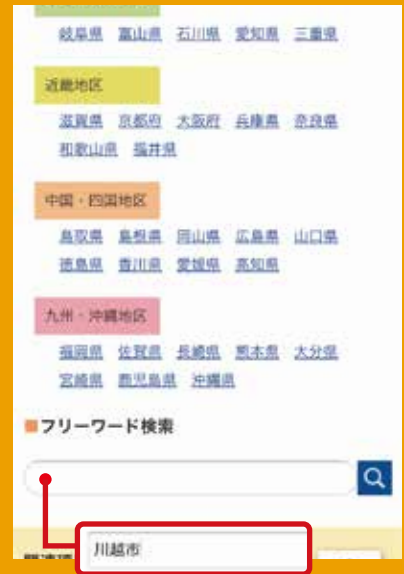 岐阜県 富山県 石川県 愛知県 三重県
近畿地区
滋賀県 京都府 大阪府 兵庫県 奈良県
和歌山県 福井県
中国・四国地区
鳥取県 島根県 岡山県 広島県 山口県
徳島県 香川県 愛媛県 高知県
九州・沖縄地区
福岡県 佐賀県 長崎県 熊本県 大分県
宮崎県 鹿児島県 沖縄県
■フリーワード検索
川越市